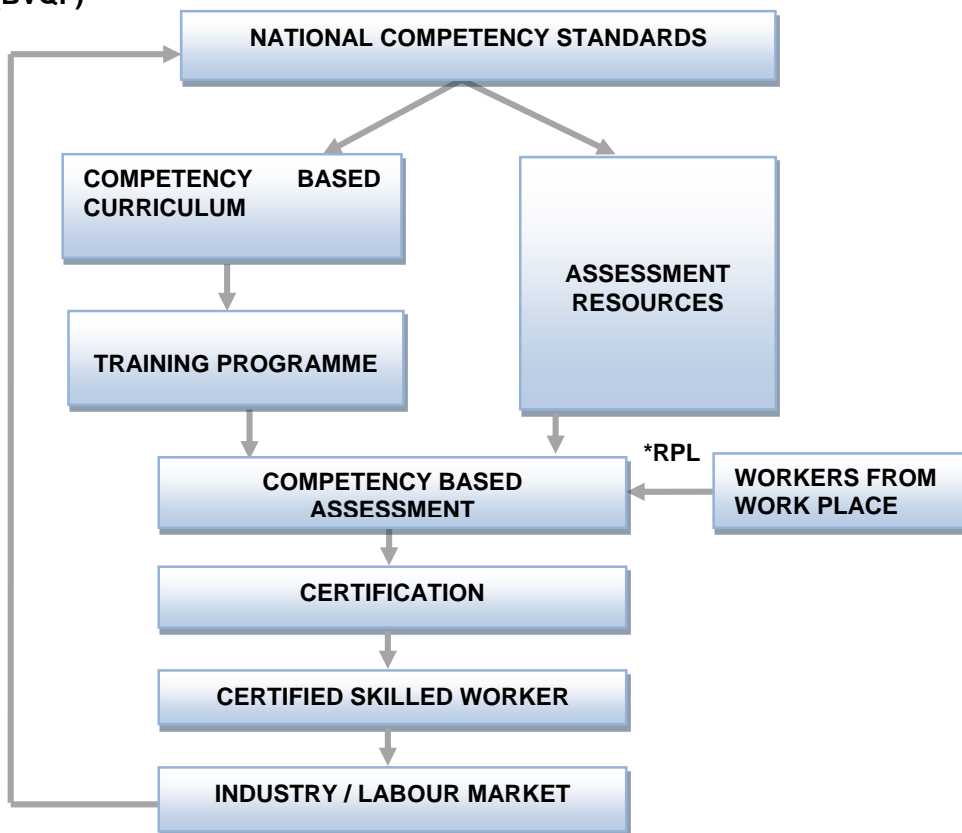 BVQF)
NATIONAL COMPETENCY STANDARDS
COMPETENCY BASED
CURRICULUM
ASSESSMENT
RESOURCES
TRAINING PROGRAMME
*RPL
COMPETENCY BASED
ASSESSMENT
WORKERS FROM
WORK PLACE
CERTIFICATION
CERTIFIED SKILLED WORKER
INDUSTRY / LABOUR MARKET